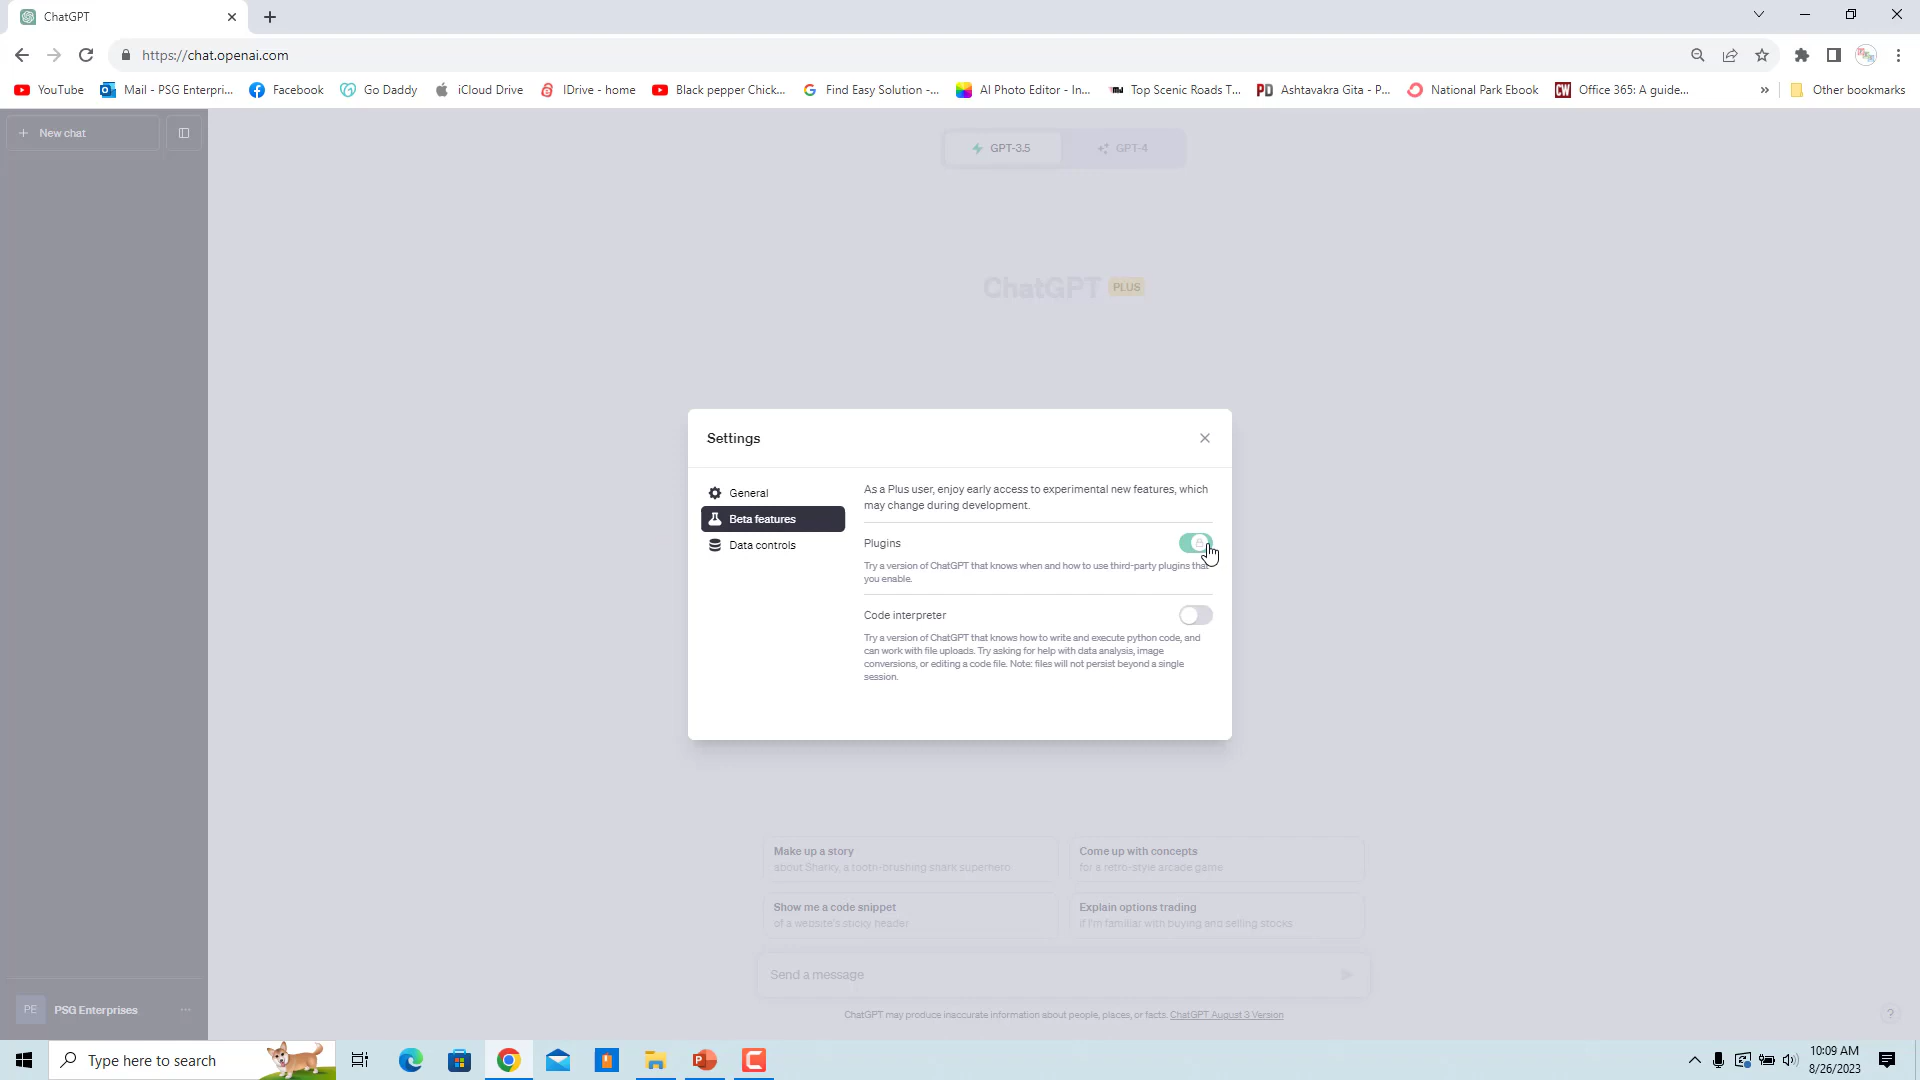 ChatGPT
https://chat.openai.com
YouTube
Mail - PSG Enterpri...
Facebook
Go Daddy
iCloud Drive
IDrive - home
Black pepper Chick...
Find Easy Solution -...
AI Photo Editor - In...
Top Scenic Roads T...
PD
Ashtavakra Gita - P...
National Park Ebook
CW
Office 365: A guide...
»
Other bookmarks
New chat
GPT-3.5
GPT-4
ChatGPT PLUS
Settings
General
Beta features
Data controls
As a Plus user, enjoy early access to experimental new features, which
may change during development.
Plugins
Try a version of ChatGPT that knows when and how to use third-party plugins that
you enable.
Code interpreter
Try a version of ChatGPT that knows how to write and execute python code, and
can work with file uploads. Try asking for help with data analysis, image
conversions, or editing a code file. Note: files will not persist beyond a single
session.
Make up a story
about Sharky, a tooth-brushing shark superhero
Come up with concepts
for a retro-style arcade game
Show me a code snippet
of a website's sticky header
Explain options trading
if I'm familiar with buying and selling stocks
Send a message
ChatGPT may produce inaccurate information about people, places, or facts. ChatGPT August 3 Version
?
PE
PSG Enterprises
Type here to search
10:09 AM
8/26/2023